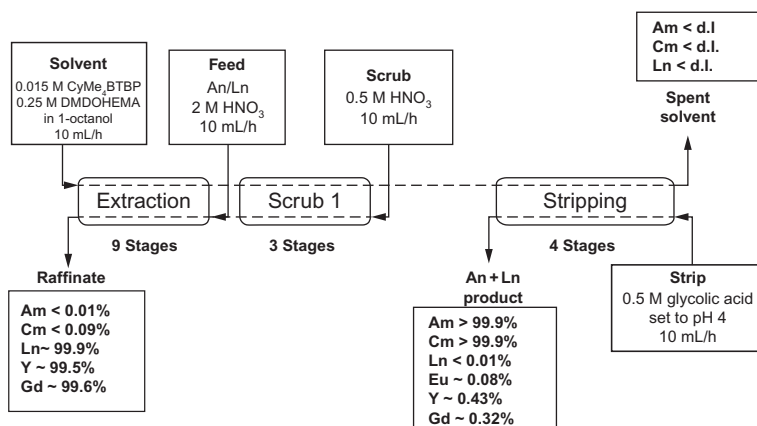 Solvent
0.015 M CyMe4BTBP
0.25 M DMDOHEMA
in 1-octanol
10 mL/h
Feed
An/Ln
2 M HNO3
10 mL/h
Scrub
0.5 M HNO3
10 mL/h
Am < d.l
Cm < d.l.
Ln < d.l.
Spent
solvent
Extraction
Scrub 1
Stripping
9 Stages
3 Stages
4 Stages
Raffinate
Am < 0.01%
Cm < 0.09%
Ln~ 99.9%
Y ~ 99.5%
Gd ~ 99.6%
An + Ln
product
Am > 99.9%
Cm > 99.9%
Ln < 0.01%
Eu ~ 0.08%
Y ~ 0.43%
Gd ~ 0.32%
Strip
0.5 M glycolic acid
set to pH 4
10 mL/h